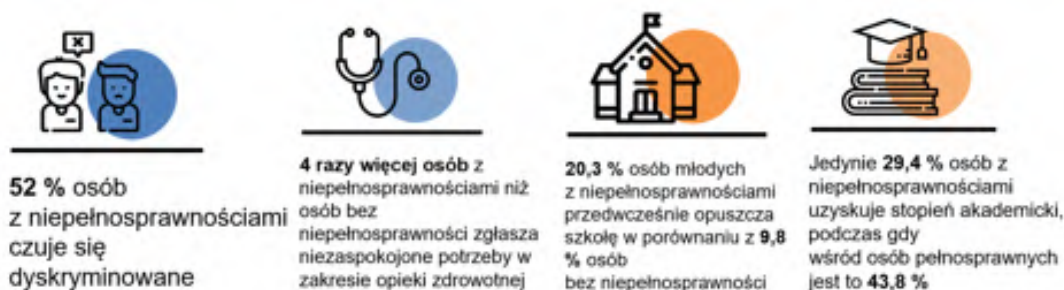 52 % osób
z niepełnosprawnościami
czuje się
dyskryminowane
4 razy więcej osób z
niepełnosprawnościami niż
osób bez
niepełnosprawności zgłasza
niezaspokojone potrzeby w
zakresie opieki zdrowotnej
20,3 % osób młodych
z niepełnosprawnościami
przedwcześnie opuszcza
szkołę w porównaniu z 9,8
% osób
bez niepełnosprawności
Jedynie 29,4 % osób z
niepełnosprawnościami
uzyskuje stopień akademicki,
podczas gdy
wśród osób pełnosprawnych
jest to 43,8 %